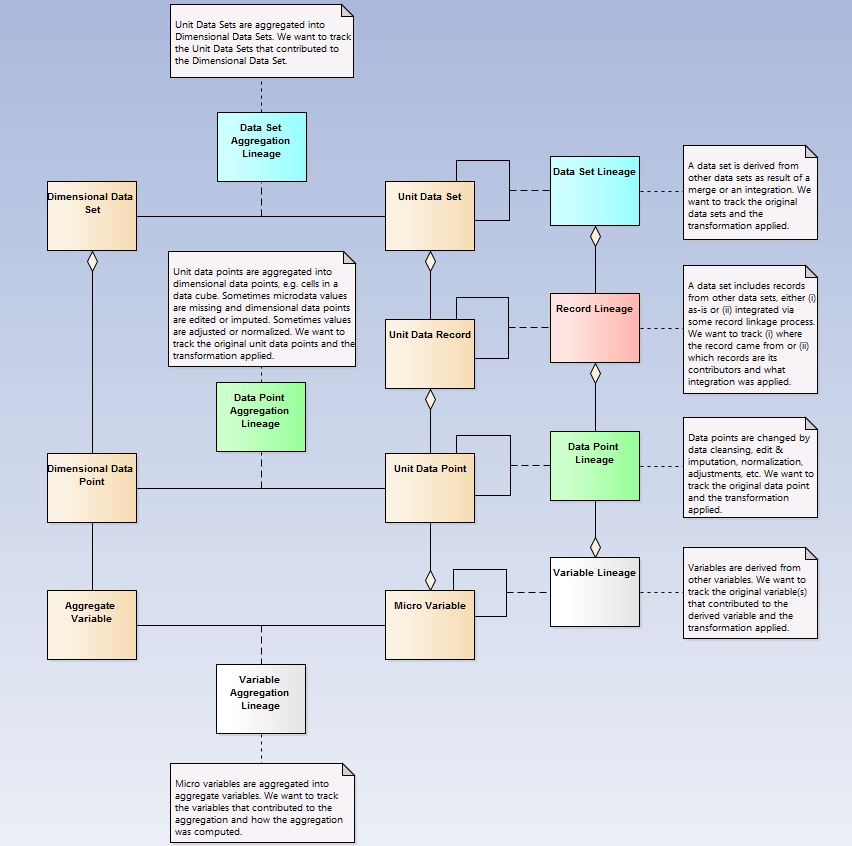 Unit Data Sets are aggregated into
Dimensional Data Sets. We want to track
the Unit Data Sets that contributed to
the Dimensional Data Set.
Data Set
Aggregation
Lineage
Dimensional Data
Set
Unit Data Set
Data Set Lineage
A data set is derived from
other data sets as result of a
merge or an integration. We
want to track the original
data sets and the
transformation applied.
Unit data points are aggregated into
dimensional data points, e.g. cells in a
data cube. Sometimes microdata values
are missing and dimensional data points
are edited or imputed. Sometimes values
are adjusted or normalized. We want to
track the original unit data points and the
transformation applied.
Unit Data Record
Record Lineage
A data set includes records
from other data sets, either (i)
as-is or (ii) integrated via
some record linkage process.
We want to track (i) where
the record came from or (ii)
which records are its
contributors and what
integration was applied.
Data Point
Aggregation
Lineage
Dimensional Data
Point
Unit Data Point
Data Point
Lineage
Data points are changed by
data cleansing, edit &
imputation, normalization,
adjustments, etc. We want to
track the original data point
and the transformation
applied.
Aggregate
Variable
Micro Variable
Variable Lineage
Variables are derived from
other variables. We want to
track the original variable(s)
that contributed to the
derived variable and the
transformation applied.
Variable
Aggregation
Lineage
Micro variables are aggregated into
aggregate variables. We want to track
the variables that contributed to the
aggregation and how the aggregation
was computed.